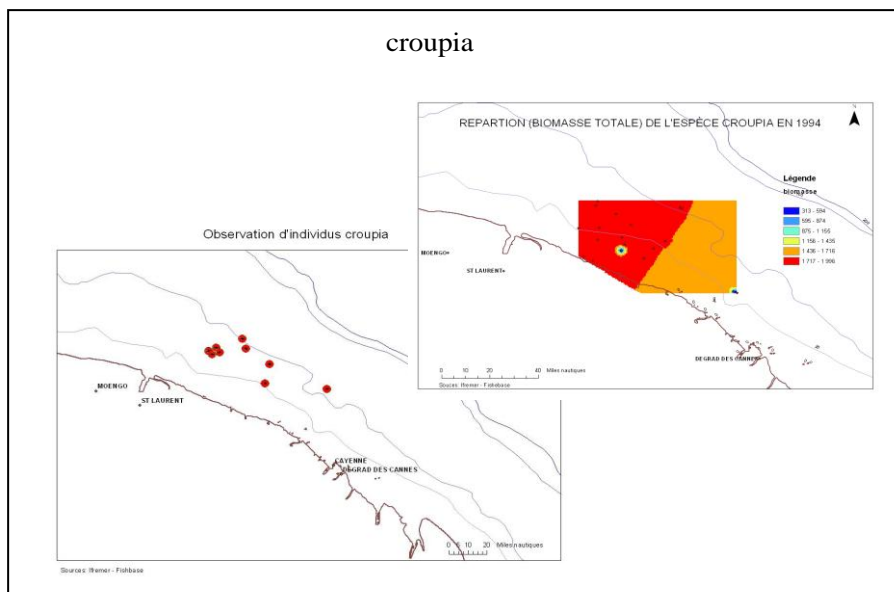 croupia
REPARTION (BIOMASSE TOTALE) DE L'ESPÈCE CROUPIA EN 1994
Légende
biomasse
313 - 594
595 - 874
875 - 1 155
1 156 - 1 435
1 436 - 1 716
1 717 - 1 996
MOENGO
ST LAURENT
DEGRAD DES CANNES
0 10 20 40
Miles nautiques
Souces: Ifremer - Fishbase
Observation d'individus croupia
MOENGO
ST LAURENT
CAYENNE
DEGRAD DES CANNES
0 5 10 20
Miles nautiques
Sources: Ifremer - Fishbase